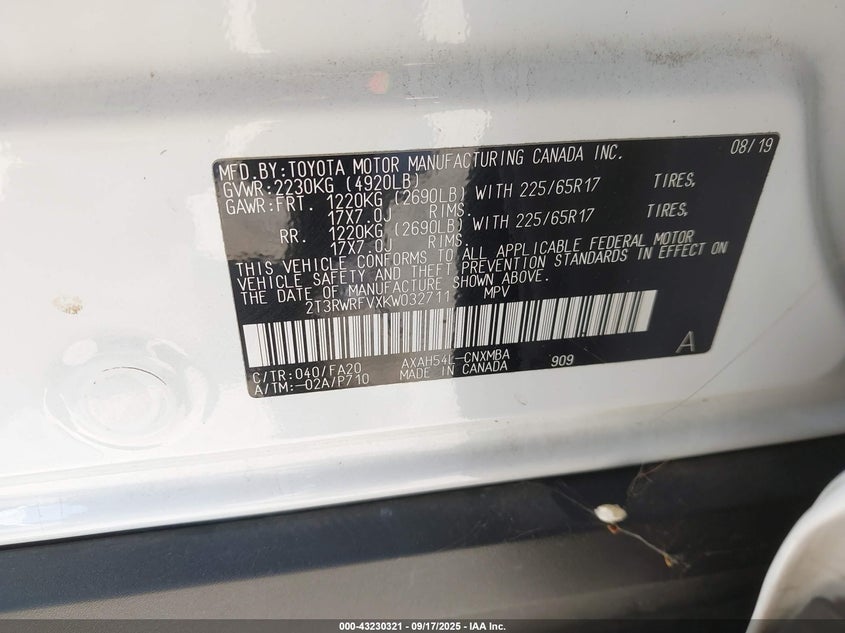 MFD.BY:TOYOTA MOTOR MANUFACTURING CANADA INC. 08/19
GVWR:2230KG (4920LB)
GAWR:FRT. 1220KG (2690LB) WITH 225/65R17 TIRES,
17X7.0J RIMS.
RR. 1220KG (2690LB) WITH 225/65R17 TIRES,
17X7.0J RIMS.
THIS VEHICLE CONFORMS TO ALL APPLICABLE FEDERAL MOTOR
VEHICLE SAFETY AND THEFT PREVENTION STANDARDS IN EFFECT ON
THE DATE OF MANUFACTURE SHOWN ABOVE.
2T3RWRFVXKW032711 MPV
C/TR:040/FA20 AXAH54L-CNXMBA 909 A
A/TM:-02A/P710 MADE IN CANADA
000-43230321 | 09/17/2025 | IAA Inc.